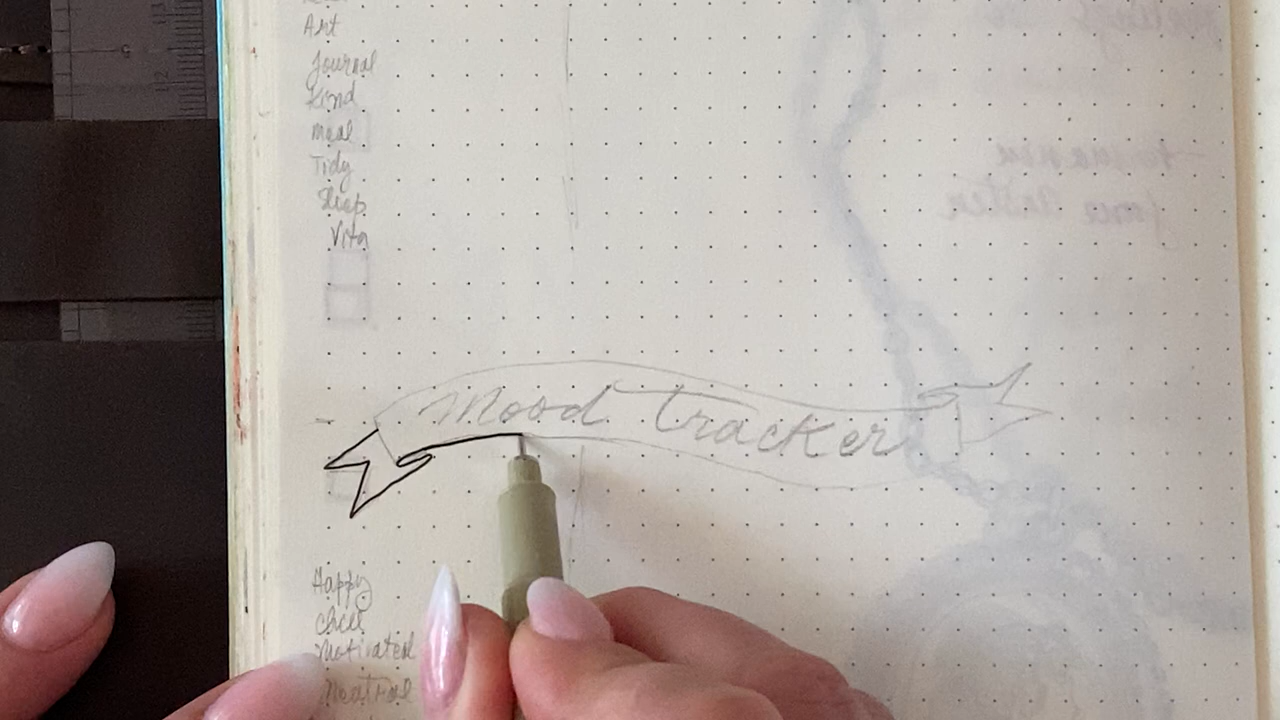 Art
Journal
Kind
meal
Tidy
Sleep
Vita
Mood tracker
Happy
chill
Motivated
Neutral